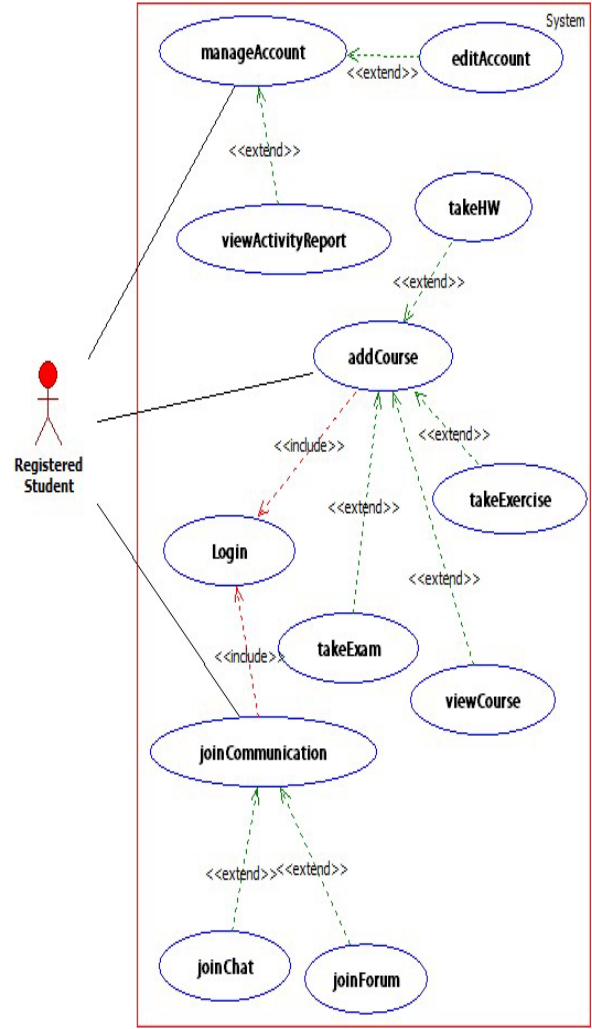 System
manageAccount
editAccount
<<extend>>
<<extend>>
takeHW
viewActivityReport
<<extend>>
addCourse
Registered
Student
<<include>>
<<extend>>
takeExercise
<<extend>>
Login
<<extend>>
takeExam
<<include>>
viewCourse
joinCommunication
<<extend>>
<<extend>>
joinChat
joinForum